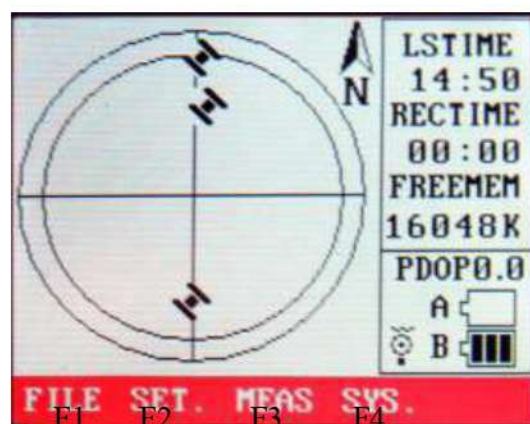 N
LSTIME
14:50
RECTIME
00:00
FREEMEM
16048K
PDOP0.0
A
B
FILE SET. MEAS SYS.
F1 F2 F3 F4